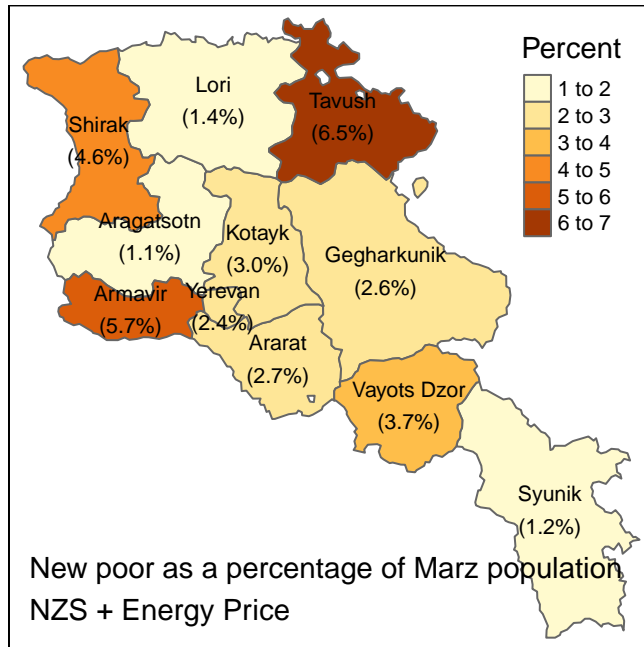 Percent
1 to 2
2 to 3
3 to 4
4 to 5
5 to 6
6 to 7
Lori
(1.4%)
Tavush
(6.5%)
Shirak
(4.6%)
Aragatsotn
(1.1%)
Kotayk
(3.0%)
Gegharkunik
(2.6%)
Armavir
(5.7%)
Yerevan
(2.4%)
Ararat
(2.7%)
Vayots Dzor
(3.7%)
Syunik
(1.2%)
New poor as a percentage of Marz population
NZS + Energy Price